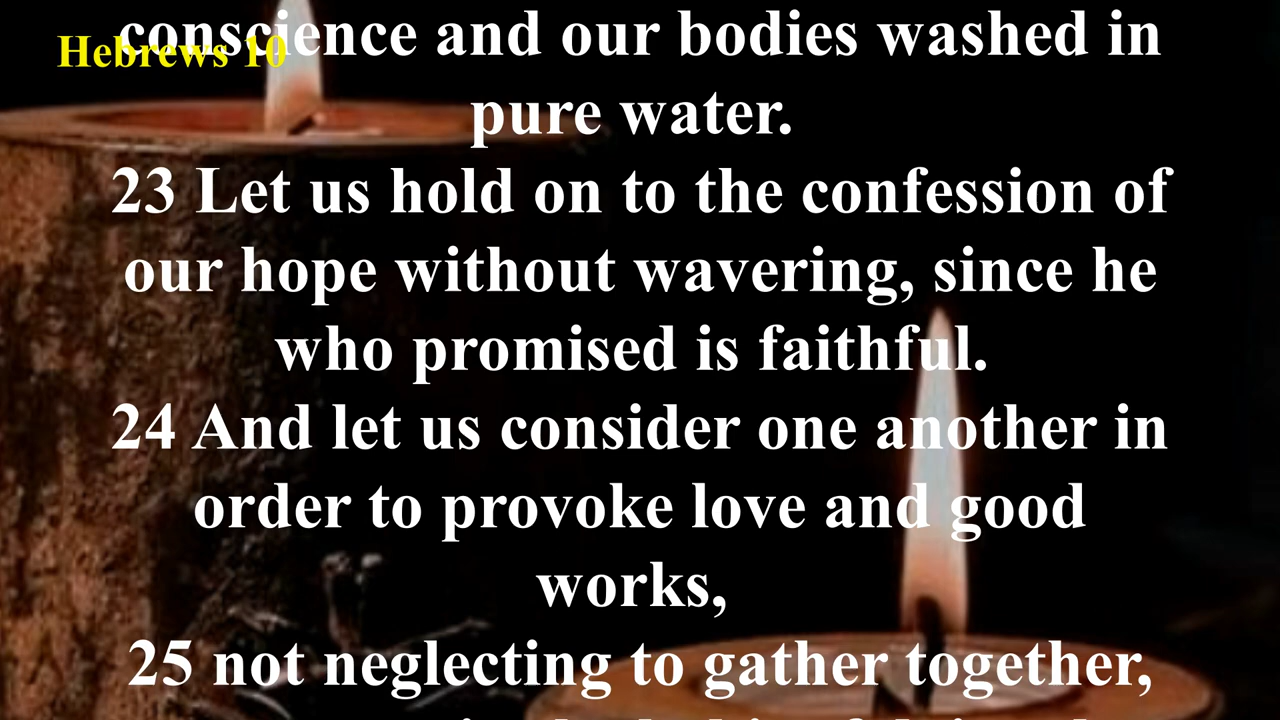 Hebrews 10
conscience and our bodies washed in
pure water.
23 Let us hold on to the confession of
our hope without wavering, since he
who promised is faithful.
24 And let us consider one another in
order to provoke love and good
works,
25 not neglecting to gather together,